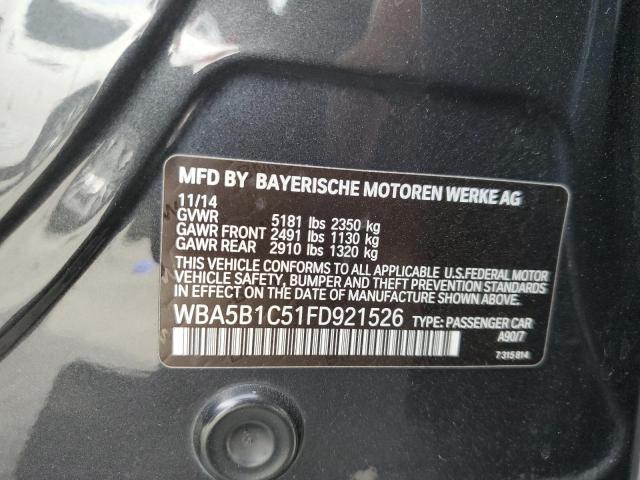 MFD BY BAYERISCHE MOTOREN WERKE AG
11/14
GVWR 5181 lbs 2350 kg
GAWR FRONT 2491 lbs 1130 kg
GAWR REAR 2910 lbs 1320 kg
THIS VEHICLE CONFORMS TO ALL APPLICABLE U.S.FEDERAL MOTOR
VEHICLE SAFETY, BUMPER AND THEFT PREVENTION STANDARDS
IN EFFECT ON THE DATE OF MANUFACTURE SHOWN ABOVE.
WBA5B1C51FD921526 TYPE: PASSENGER CAR
A90/7
7 315 814